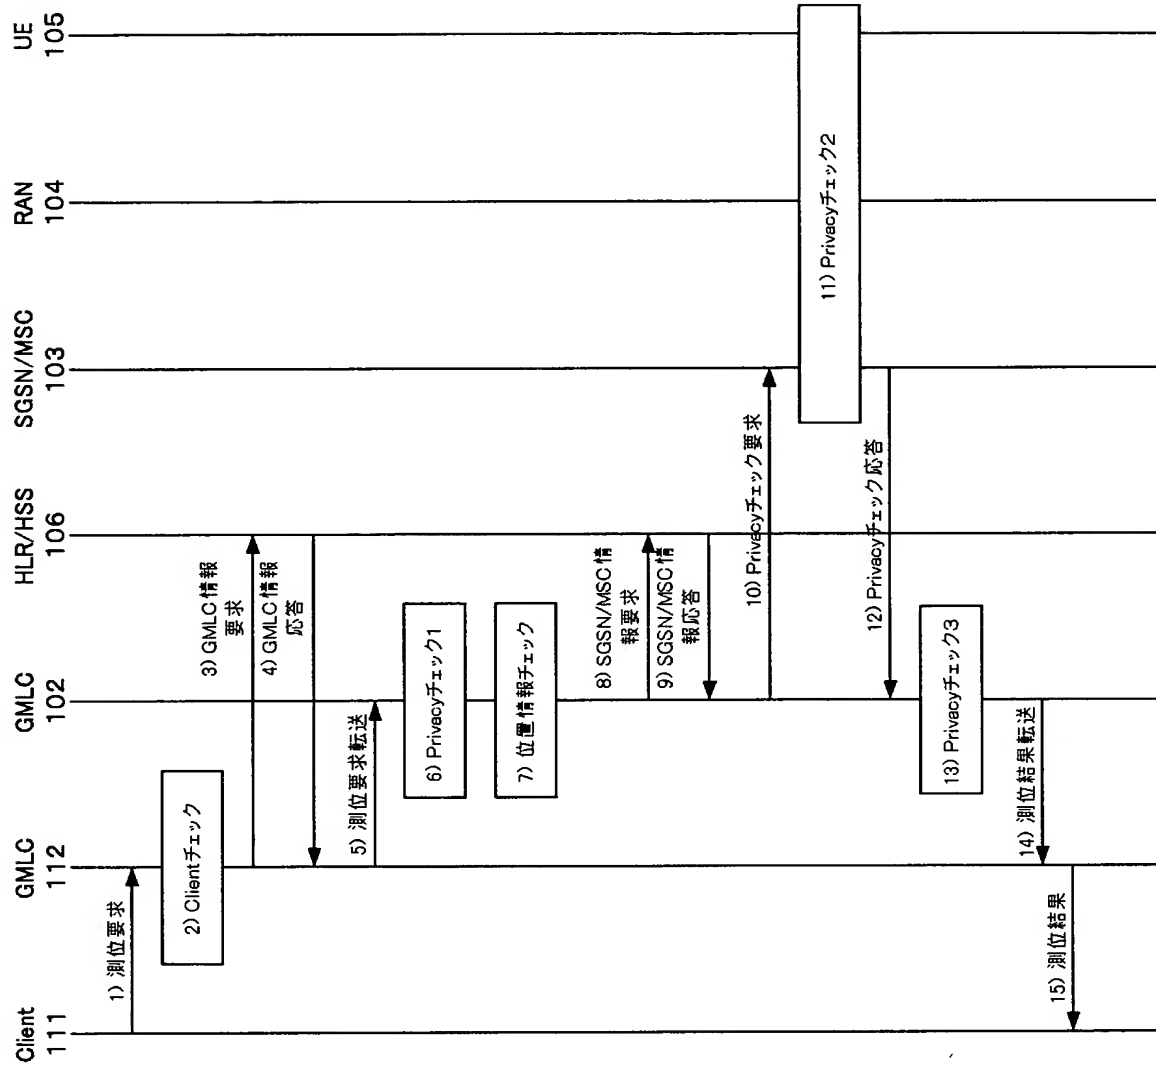 Client
111
GMLC
112
GMLC
102
HLR/HSS
106
SGSN/MSC
103
RAN
104
UE
105
1) 測位要求
2) Clientチェック
3) GMLC情報
要求
4) GMLC情報
応答
5) 測位要求転送
6) Privacyチェック1
7) 位置情報チェック
8) SGSN/MSC情
報要求
9) SGSN/MSC情
報応答
10) Privacyチェック要求
11) Privacyチェック2
12) Privacyチェック応答
13) Privacyチェック3
14) 測位結果転送
15) 測位結果